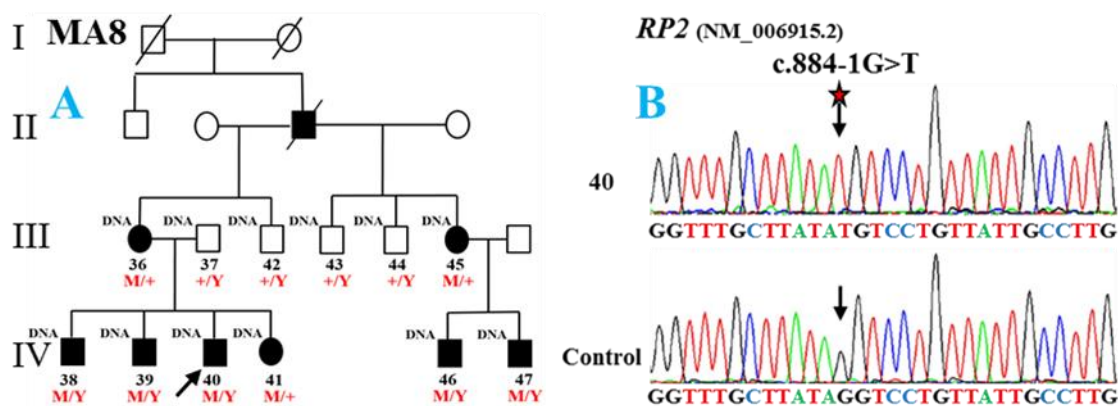 I MA8
A
II
III
DNA DNA DNA DNA DNA DNA
36 37 42 43 44 45
M/+ +/Y +/Y +/Y +/Y M/+
IV
DNA DNA DNA DNA DNA DNA
38 39 40 41 46 47
M/Y M/Y M/Y M/+ M/Y M/Y
RP2 (NM_006915.2)
c.884-1G>T
B
40
GGTTTGCTTATATGTCCTGTTATTGCCTTG
Control
GGTTTGCTTATAGGTCCTGTTATTGCCTTG